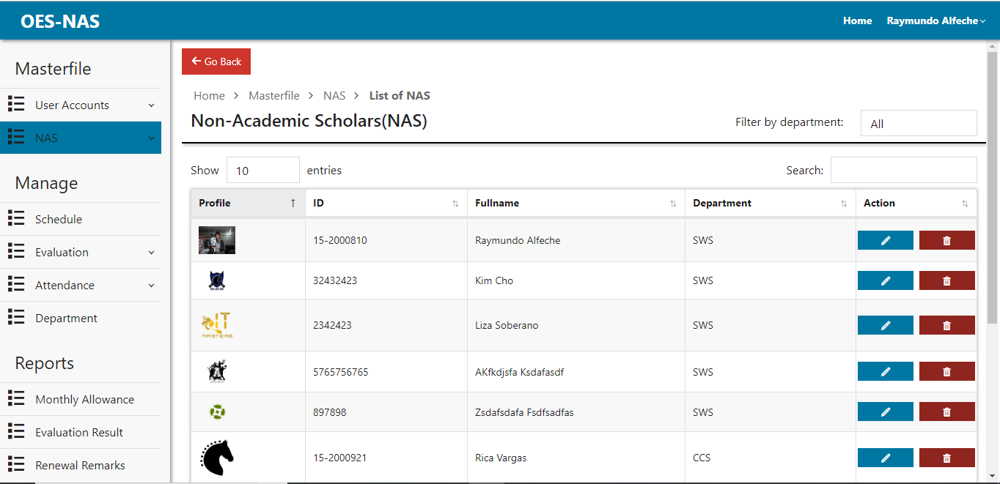 OES-NAS
Home Raymundo Alfeche
Masterfile
User Accounts
NAS
Manage
Schedule
Evaluation
Attendance
Department
Reports
Monthly Allowance
Evaluation Result
Renewal Remarks
Go Back
Home > Masterfile > NAS > List of NAS
Non-Academic Scholars(NAS)
Filter by department: All
Show 10 entries
Search:
Profile ID Fullname Department Action
15-2000810 Raymundo Alfeche SWS
32432423 Kim Cho SWS
IT
MASTERS
2342423 Liza Soberano SWS
5765756765 AKfkdjsfa Ksdafasdf SWS
897898 Zsdafsdafa Fsdfsadfas SWS
15-2000921 Rica Vargas CCS